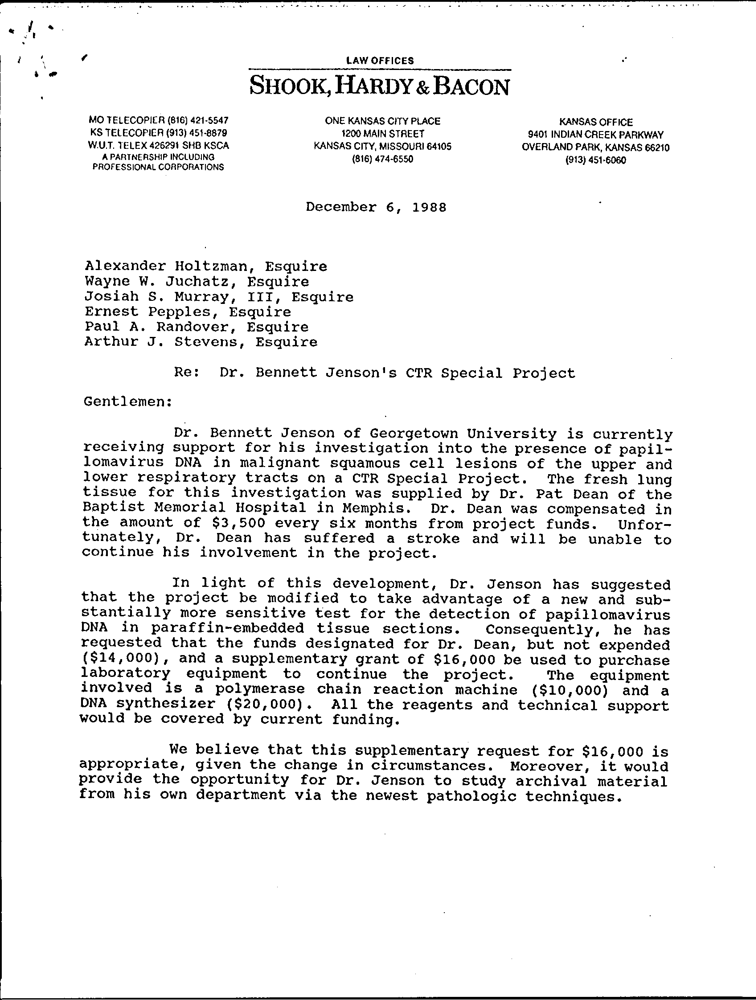 LAW OFFICES
SHOOK, HARDY & BACON
MO TELECOPIER (816) 421-5547
KS TELECOPIER (913) 451-8879
W.U.T. TELEX 426291 SHB KSCA
A PARTNERSHIP INCLUDING
PROFESSIONAL CORPORATIONS
ONE KANSAS CITY PLACE
1200 MAIN STREET
KANSAS CITY, MISSOURI 64105
(816) 474-6550
KANSAS OFFICE
9401 INDIAN CREEK PARKWAY
OVERLAND PARK, KANSAS 66210
(913) 451-6060
December 6, 1988
Alexander Holtzman, Esquire
Wayne W. Juchatz, Esquire
Josiah S. Murray, III, Esquire
Ernest Pepples, Esquire
Paul A. Randover, Esquire
Arthur J. Stevens, Esquire
Re: Dr. Bennett Jenson's CTR Special Project
Gentlemen:
Dr. Bennett Jenson of Georgetown University is currently
receiving support for his investigation into the presence of papil-
lomavirus DNA in malignant squamous cell lesions of the upper and
lower respiratory tracts on a CTR Special Project. The fresh lung
tissue for this investigation was supplied by Dr. Pat Dean of the
Baptist Memorial Hospital in Memphis. Dr. Dean was compensated in
the amount of $3,500 every six months from project funds. Unfor-
tunately, Dr. Dean has suffered a stroke and will be unable to
continue his involvement in the project.
In light of this development, Dr. Jenson has suggested
that the project be modified to take advantage of a new and sub-
stantially more sensitive test for the detection of papillomavirus
DNA in paraffin-embedded tissue sections. Consequently, he has
requested that the funds designated for Dr. Dean, but not expended
($14,000), and a supplementary grant of $16,000 be used to purchase
laboratory equipment to continue the project. The equipment
involved is a polymerase chain reaction machine ($10,000) and a
DNA synthesizer ($20,000). All the reagents and technical support
would be covered by current funding.
We believe that this supplementary request for $16,000 is
appropriate, given the change in circumstances. Moreover, it would
provide the opportunity for Dr. Jenson to study archival material
from his own department via the newest pathologic techniques.